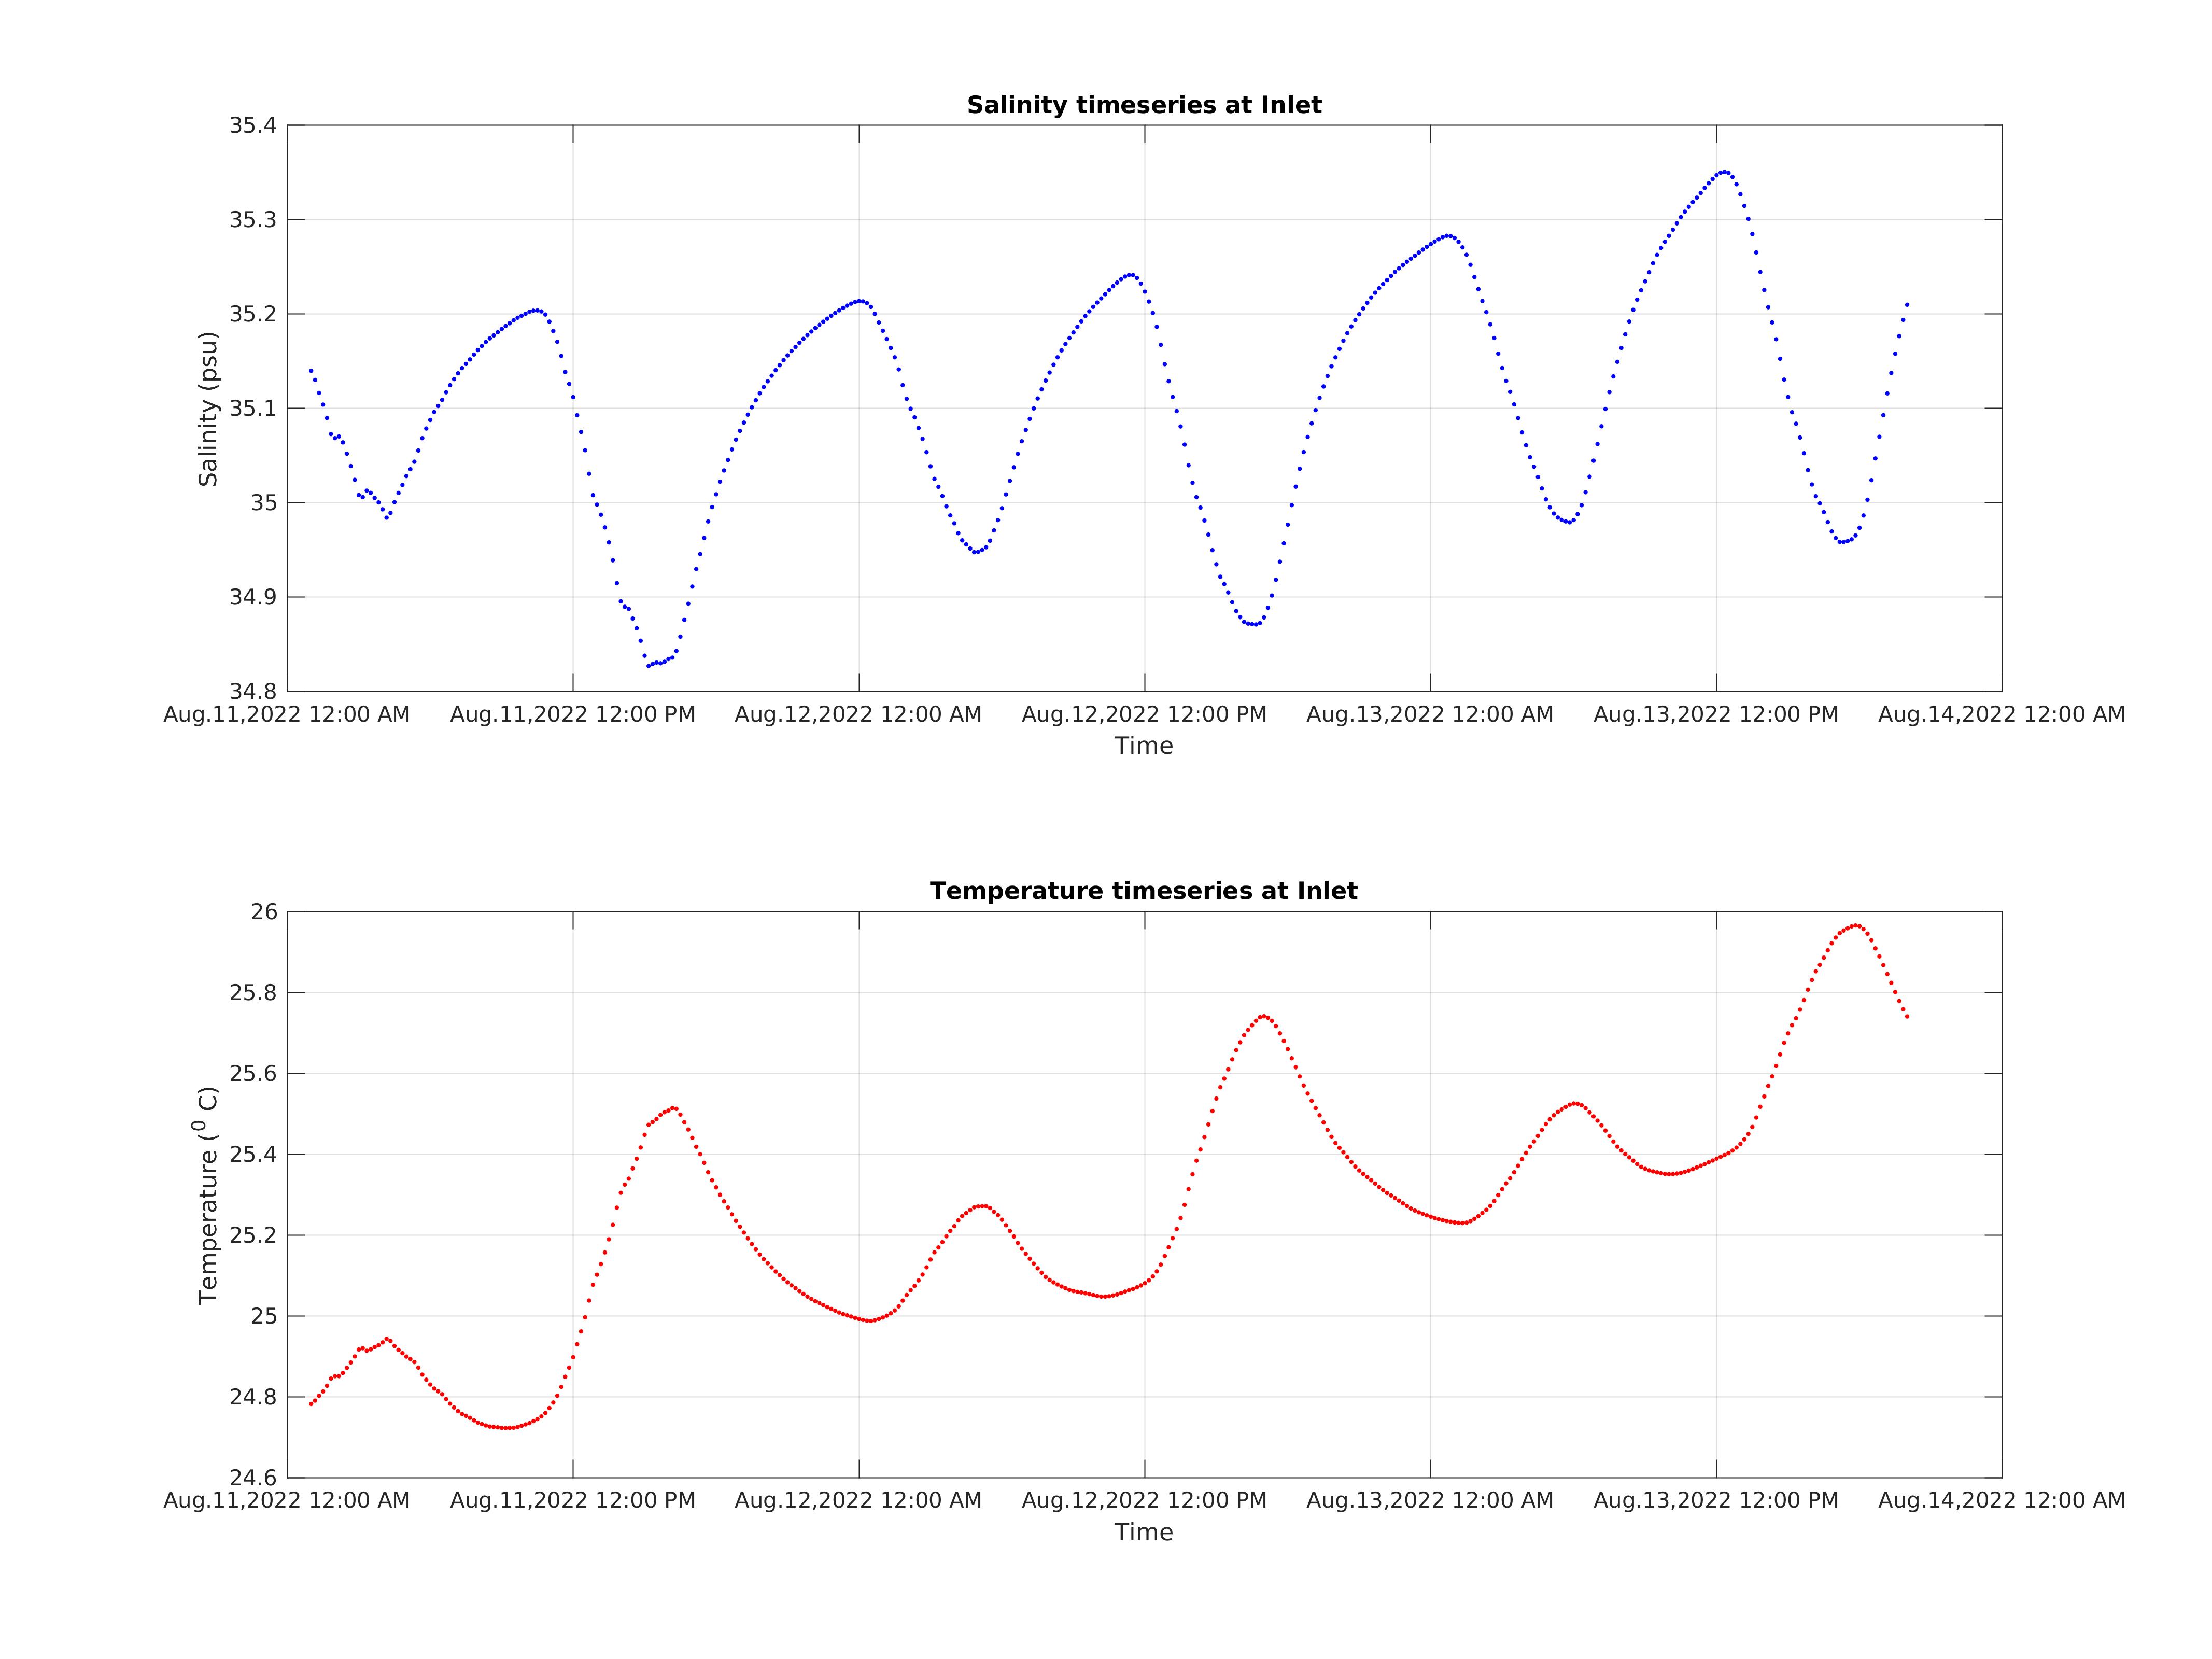 Salinity timeseries at Inlet
35.4
35.3
35.2
35.1
35
34.9
34.8
Salinity (psu)
Aug.11,2022 12:00 AM Aug.11,2022 12:00 PM Aug.12,2022 12:00 AM Aug.12,2022 12:00 PM Aug.13,2022 12:00 AM Aug.13,2022 12:00 PM Aug.14,2022 12:00 AM
Time
Temperature timeseries at Inlet
26
25.8
25.6
25.4
25.2
25
24.8
24.6
Temperature (⁰ C)
Aug.11,2022 12:00 AM Aug.11,2022 12:00 PM Aug.12,2022 12:00 AM Aug.12,2022 12:00 PM Aug.13,2022 12:00 AM Aug.13,2022 12:00 PM Aug.14,2022 12:00 AM
Time